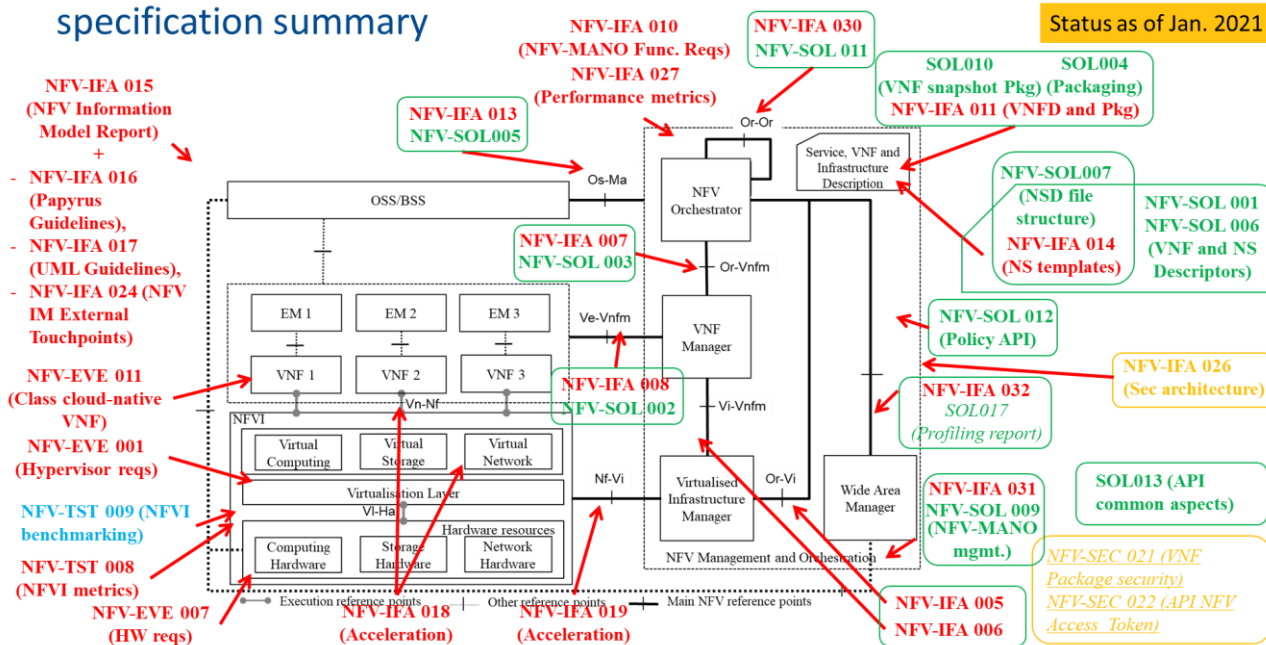 specification summary
Status as of Jan. 2021
NFV-IFA 015
(NFV Information
Model Report)
+
- NFV-IFA 016
(Papyrus
Guidelines),
- NFV-IFA 017
(UML Guidelines),
- NFV-IFA 024 (NFV
IM External
Touchpoints)
NFV-EVE 011
(Class cloud-native
VNF)
NFV-EVE 001
(Hypervisor reqs)
NFV-TST 009 (NFVI
benchmarking)
NFV-TST 008
(NFVI metrics)
NFV-EVE 007
(HW reqs)
NFV-IFA 013
NFV-SOL005
NFV-IFA 010
(NFV-MANO Func. Reqs)
NFV-IFA 027
(Performance metrics)
NFV-IFA 030
NFV-SOL 011
SOL010
(VNF snapshot Pkg)
SOL004
(Packaging)
NFV-IFA 011 (VNFD and Pkg)
Or-Or
Os-Ma
OSS/BSS
NFV
Orchestrator
Service, VNF and
Infrastructure
Description
NFV-SOL007
(NSD file
structure)
NFV-IFA 014
(NS templates)
NFV-SOL 001
NFV-SOL 006
(VNF and NS
Descriptors)
NFV-IFA 007
NFV-SOL 003
Or-Vnfm
EM 1
EM 2
EM 3
Ve-Vnfm
VNF
Manager
NFV-SOL 012
(Policy API)
VNF 1
VNF 2
VNF 3
NFV-IFA 008
NFV-SOL 002
NFV-IFA 026
(Sec architecture)
Vn-Nf
Vi-Vnfm
NFV-IFA 032
SOL017
(Profiling report)
NFVI
Virtual
Computing
Virtual
Storage
Virtual
Network
Virtualisation Layer
Vl-Ha
Nf-Vi
Virtualised
Infrastructure
Manager
Or-Vi
Wide Area
Manager
NFV-IFA 031
NFV-SOL 009
(NFV-MANO
mgmt.)
SOL013 (API
common aspects)
Hardware resources
Computing
Hardware
Storage
Hardware
Network
Hardware
NFV Management and Orchestration
NFV-SEC 021 (VNF
Package security)
NFV-SEC 022 (API NFV
Access Token)
Execution reference points
Other reference points
Main NFV reference points
NFV-IFA 018
(Acceleration)
NFV-IFA 019
(Acceleration)
NFV-IFA 005
NFV-IFA 006